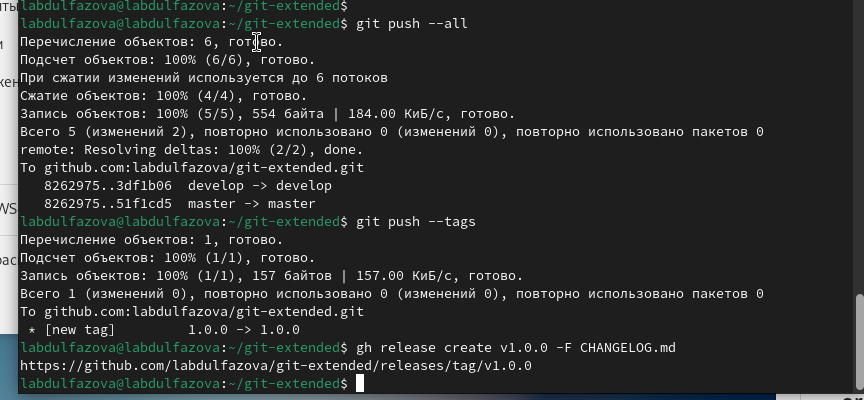 labdulfazova@labdulfazova:~/git-extended$
labdulfazova@labdulfazova:~/git-extended$ git push --all
Перечисление объектов: 6, готово.
Подсчет объектов: 100% (6/6), готово.
При сжатии изменений используется до 6 потоков
Сжатие объектов: 100% (4/4), готово.
Запись объектов: 100% (5/5), 554 байта | 184.00 КиБ/с, готово.
Всего 5 (изменений 2), повторно использовано 0 (изменений 0), повторно использовано пакетов 0
remote: Resolving deltas: 100% (2/2), done.
To github.com:labdulfazova/git-extended.git
   8262975..3df1b06  develop -> develop
   8262975..51f1cd5  master -> master
labdulfazova@labdulfazova:~/git-extended$ git push --tags
Перечисление объектов: 1, готово.
Подсчет объектов: 100% (1/1), готово.
Запись объектов: 100% (1/1), 157 байтов | 157.00 КиБ/с, готово.
Всего 1 (изменений 0), повторно использовано 0 (изменений 0), повторно использовано пакетов 0
To github.com:labdulfazova/git-extended.git
 * [new tag]         1.0.0 -> 1.0.0
labdulfazova@labdulfazova:~/git-extended$ gh release create v1.0.0 -F CHANGELOG.md
https://github.com/labdulfazova/git-extended/releases/tag/v1.0.0
labdulfazova@labdulfazova:~/git-extended$